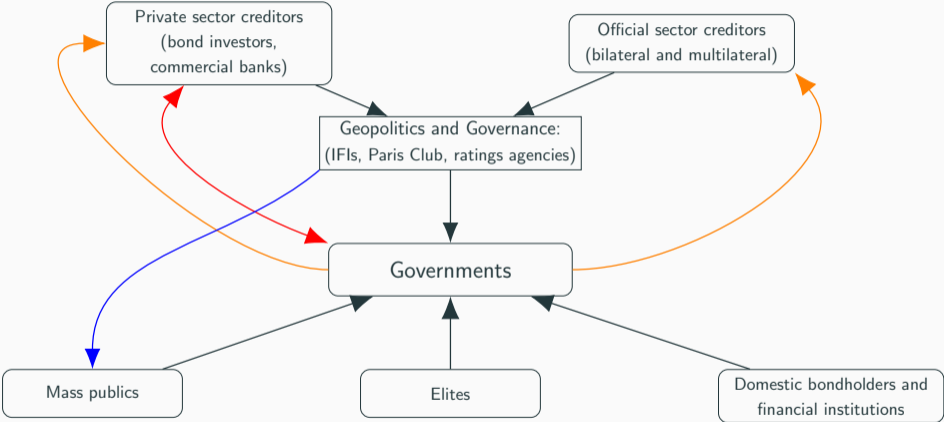 Private sector creditors
(bond investors,
commercial banks)
Official sector creditors
(bilateral and multilateral)
Geopolitics and Governance:
(IFIs, Paris Club, ratings agencies)
Governments
Mass publics
Elites
Domestic bondholders and
financial institutions